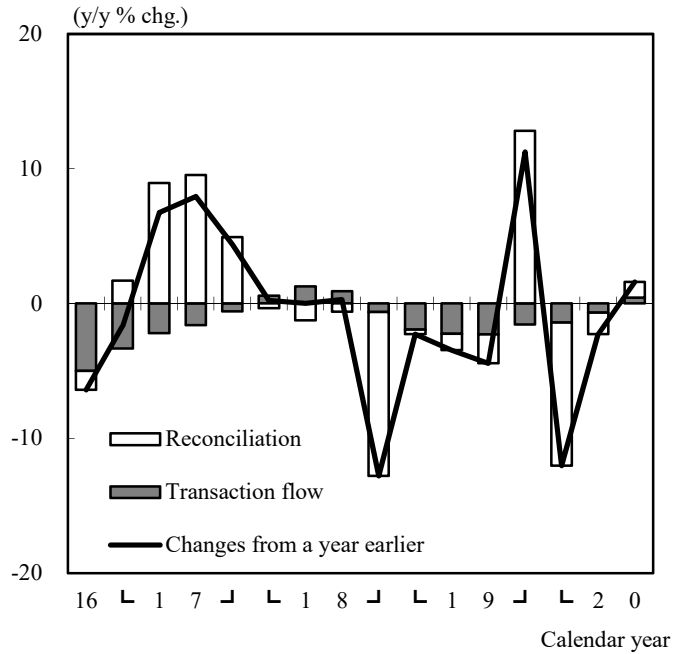 (y/y % chg.)
20
10
0
-10
-20
Reconciliation
Transaction flow
Changes from a year earlier
16 └ 1 7 ┘ └ 1 8 ┘ └ 1 9 ┘ └ 2 0
Calendar year